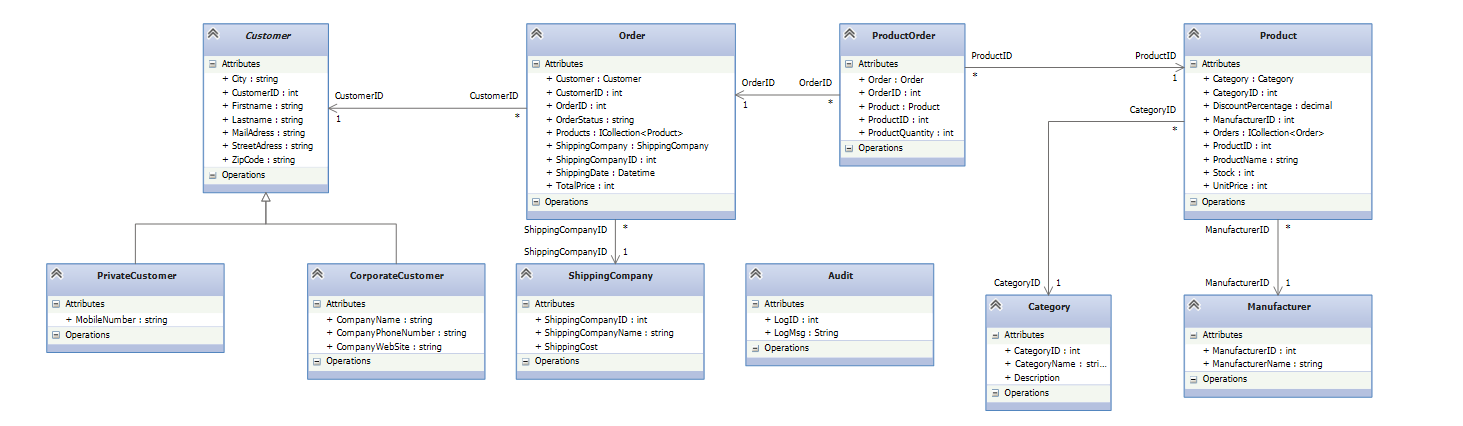 Customer
Attributes
+ City : string
+ CustomerID : int
+ Firstname : string
+ Lastname : string
+ MailAdress : string
+ StreetAdress : string
+ ZipCode : string
Operations
CustomerID
1
CustomerID
*
Order
Attributes
+ Customer : Customer
+ CustomerID : int
+ OrderID : int
+ OrderStatus : string
+ Products : ICollection<Product>
+ ShippingCompany : ShippingCompany
+ ShippingCompanyID : int
+ ShippingDate : Datetime
+ TotalPrice : int
Operations
OrderID
1
OrderID
*
ProductOrder
Attributes
+ Order : Order
+ OrderID : int
+ Product : Product
+ ProductID : int
+ ProductQuantity : int
Operations
ProductID
*
ProductID
1
Product
Attributes
+ Category : Category
+ CategoryID : int
+ DiscountPercentage : decimal
+ ManufacturerID : int
+ Orders : ICollection<Order>
+ ProductID : int
+ ProductName : string
+ Stock : int
+ UnitPrice : int
Operations
CategoryID
*
ShippingCompanyID
*
ShippingCompanyID
1
ManufacturerID
*
ManufacturerID
1
CategoryID
1
PrivateCustomer
Attributes
+ MobileNumber : string
Operations
CorporateCustomer
Attributes
+ CompanyName : string
+ CompanyPhoneNumber : string
+ CompanyWebSite : string
Operations
ShippingCompany
Attributes
+ ShippingCompanyID : int
+ ShippingCompanyName : string
+ ShippingCost
Operations
Audit
Attributes
+ LogID : int
+ LogMsg : String
Operations
Category
Attributes
+ CategoryID : int
+ CategoryName : stri...
+ Description
Operations
Manufacturer
Attributes
+ ManufacturerID : int
+ ManufacturerName : string
Operations